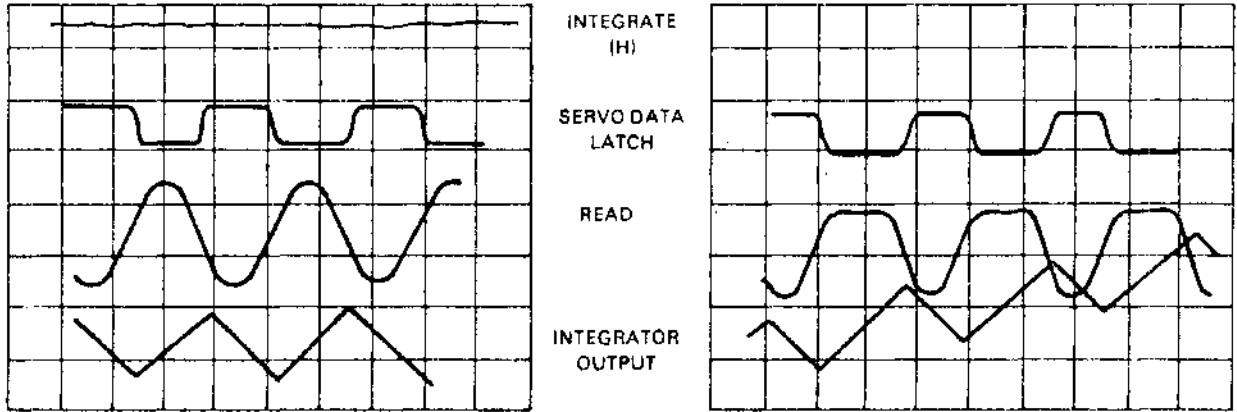 INTEGRATE
(H)
SERVO DATA
LATCH
READ
INTEGRATOR
OUTPUT